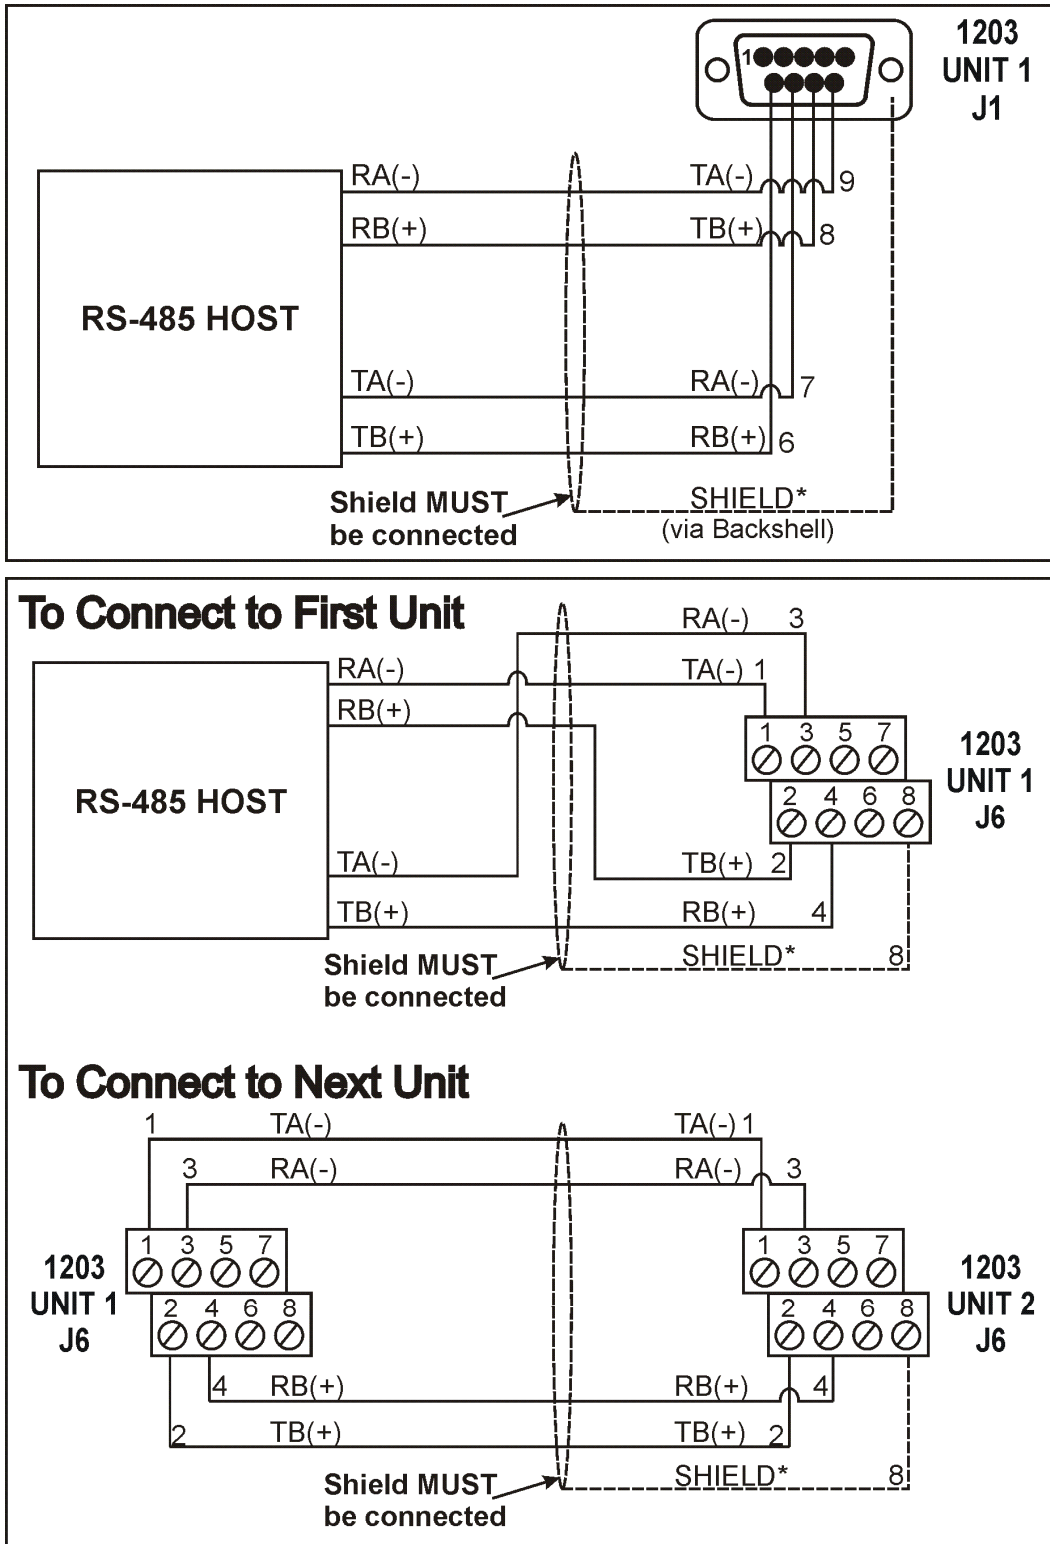 1203
UNIT 1
J1
1
RA(-)
TA(-)
9
RB(+)
TB(+)
8
RS-485 HOST
TA(-)
RA(-)
7
TB(+)
RB(+)
6
Shield MUST
be connected
SHIELD*
(via Backshell)
To Connect to First Unit
RA(-) 3
RA(-)
TA(-) 1
RB(+)
1 3 5 7
1203
UNIT 1
J6
RS-485 HOST
2 4 6 8
TA(-)
TB(+) 2
TB(+)
RB(+) 4
Shield MUST
be connected
SHIELD* 8
To Connect to Next Unit
1 TA(-)
TA(-) 1
3 RA(-)
RA(-) 3
1 3 5 7
1 3 5 7
1203
UNIT 1
J6
2 4 6 8
2 4 6 8
1203
UNIT 2
J6
4 RB(+)
RB(+) 4
2 TB(+)
TB(+) 2
Shield MUST
be connected
SHIELD* 8